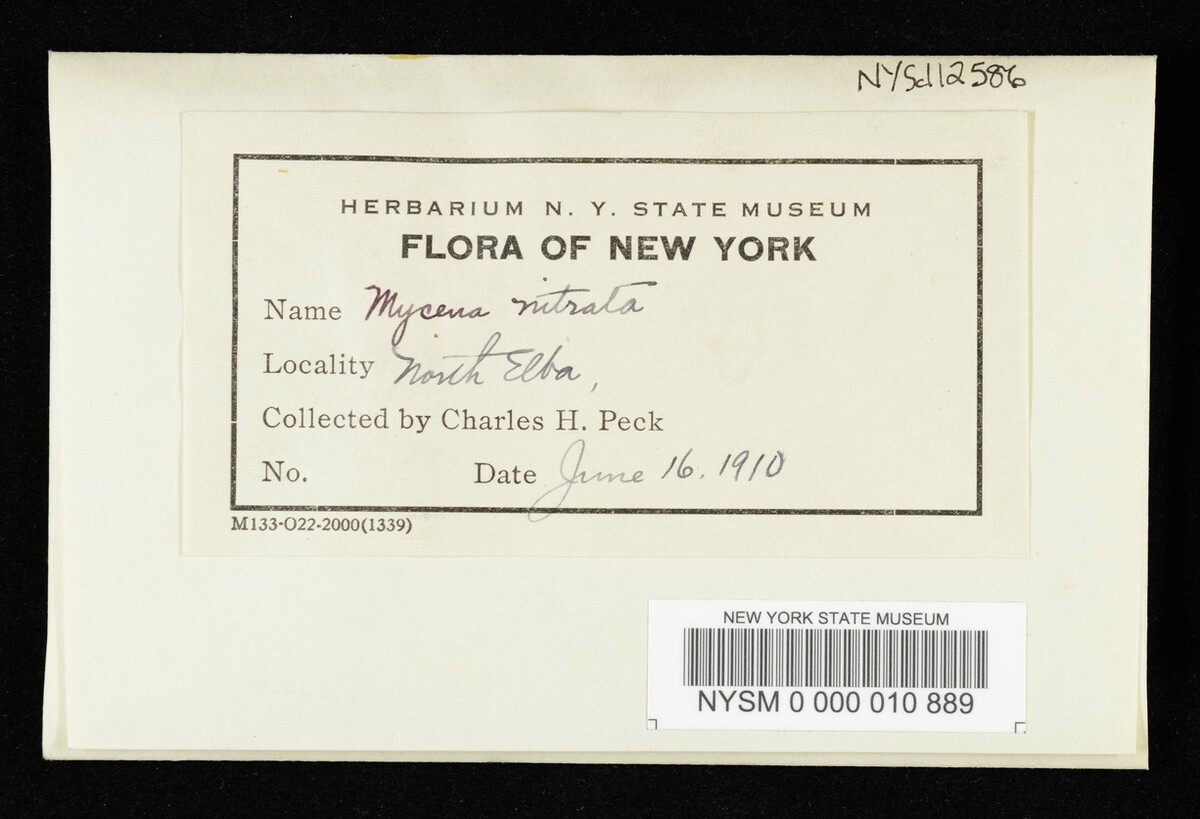 NYSd12586
HERBARIUM N. Y. STATE MUSEUM
FLORA OF NEW YORK
Name Mycena nitrata
Locality North Elba,
Collected by Charles H. Peck
No. Date June 16. 1910
M133-O22-2000(1339)
NEW YORK STATE MUSEUM
NYSM 0 000 010 889